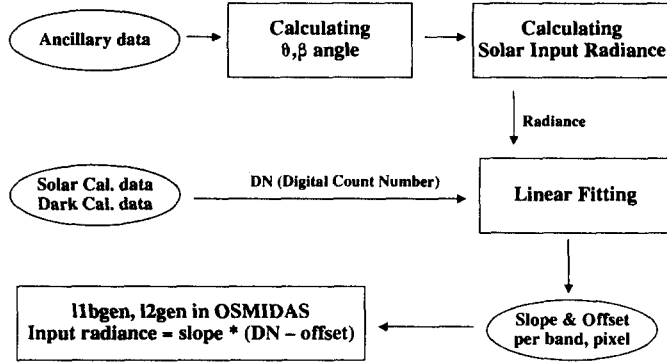 Ancillary data
Calculating
θ,β angle
Calculating
Solar Input Radiance
Radiance
Solar Cal. data
Dark Cal. data
DN (Digital Count Number)
Linear Fitting
l1bgen, l2gen in OSMIDAS
Input radiance = slope * (DN – offset)
Slope & Offset
per band, pixel